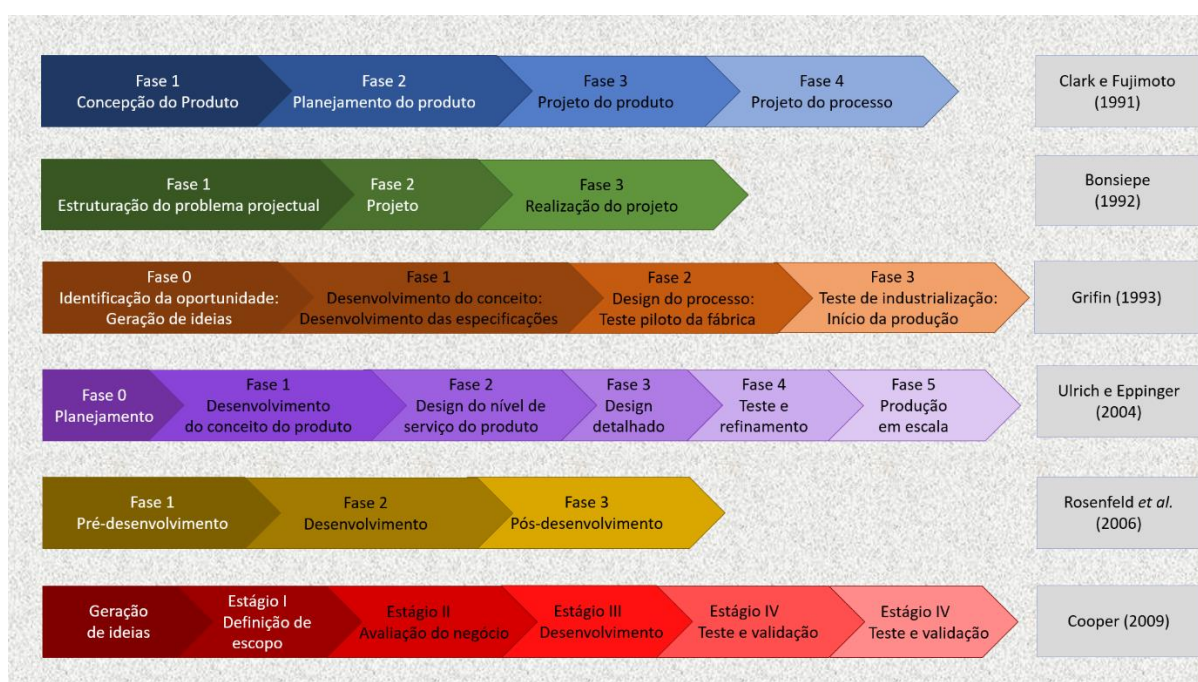 Fase 1
Concepção do Produto
Fase 2
Planejamento do produto
Fase 3
Projeto do produto
Fase 4
Projeto do processo
Clark e Fujimoto
(1991)
Fase 1
Estruturação do problema projectual
Fase 2
Projeto
Fase 3
Realização do projeto
Bonsiepe
(1992)
Fase 0
Identificação da oportunidade:
Geração de ideias
Fase 1
Desenvolvimento do conceito:
Desenvolvimento das especificações
Fase 2
Design do processo:
Teste piloto da fábrica
Fase 3
Teste de industrialização:
Início da produção
Grifin (1993)
Fase 0
Planejamento
Fase 1
Desenvolvimento
do conceito do produto
Fase 2
Design do nível de
serviço do produto
Fase 3
Design
detalhado
Fase 4
Teste e
refinamento
Fase 5
Produção
em escala
Ulrich e Eppinger
(2004)
Fase 1
Pré-desenvolvimento
Fase 2
Desenvolvimento
Fase 3
Pós-desenvolvimento
Rosenfeld et al.
(2006)
Geração
de ideias
Estágio I
Definição de
escopo
Estágio II
Avaliação do negócio
Estágio III
Desenvolvimento
Estágio IV
Teste e validação
Estágio IV
Teste e validação
Cooper (2009)